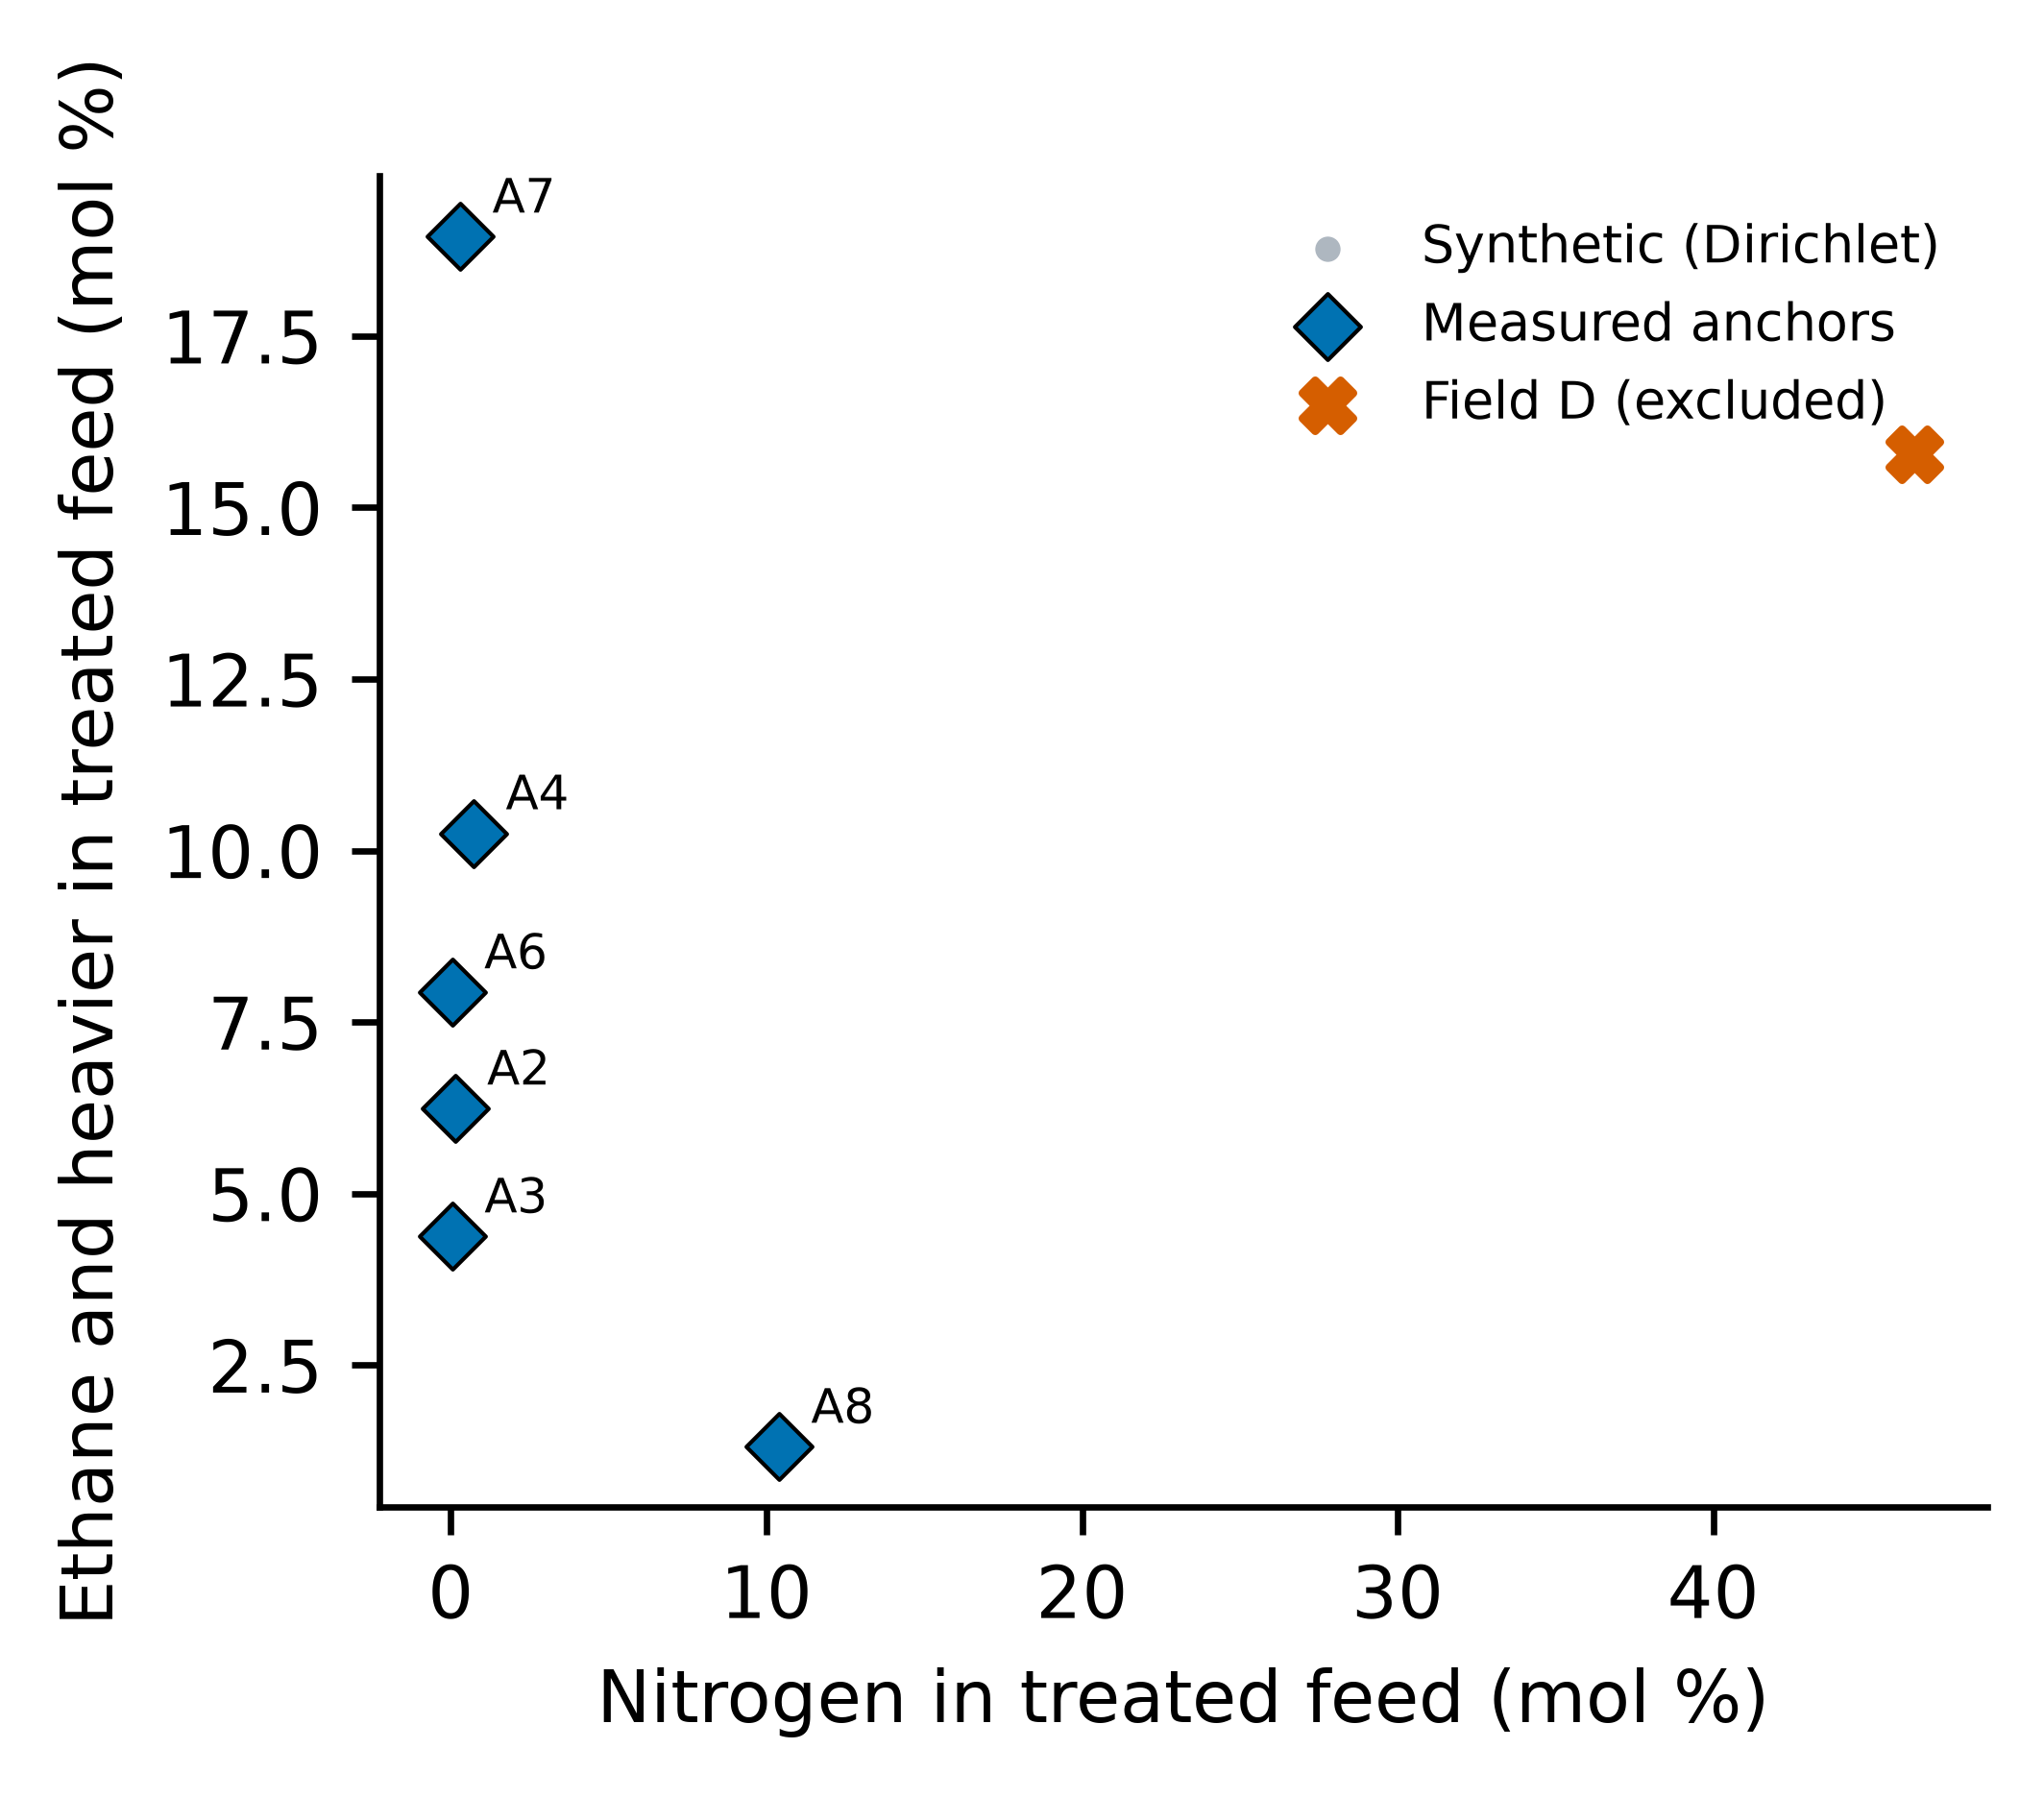 Ethane and heavier in treated feed (mol %)
A7
Synthetic (Dirichlet)
Measured anchors
Field D (excluded)
17.5
15.0
12.5
A4
10.0
A6
7.5
A2
A3
5.0
2.5
A8
0 10 20 30 40
Nitrogen in treated feed (mol %)